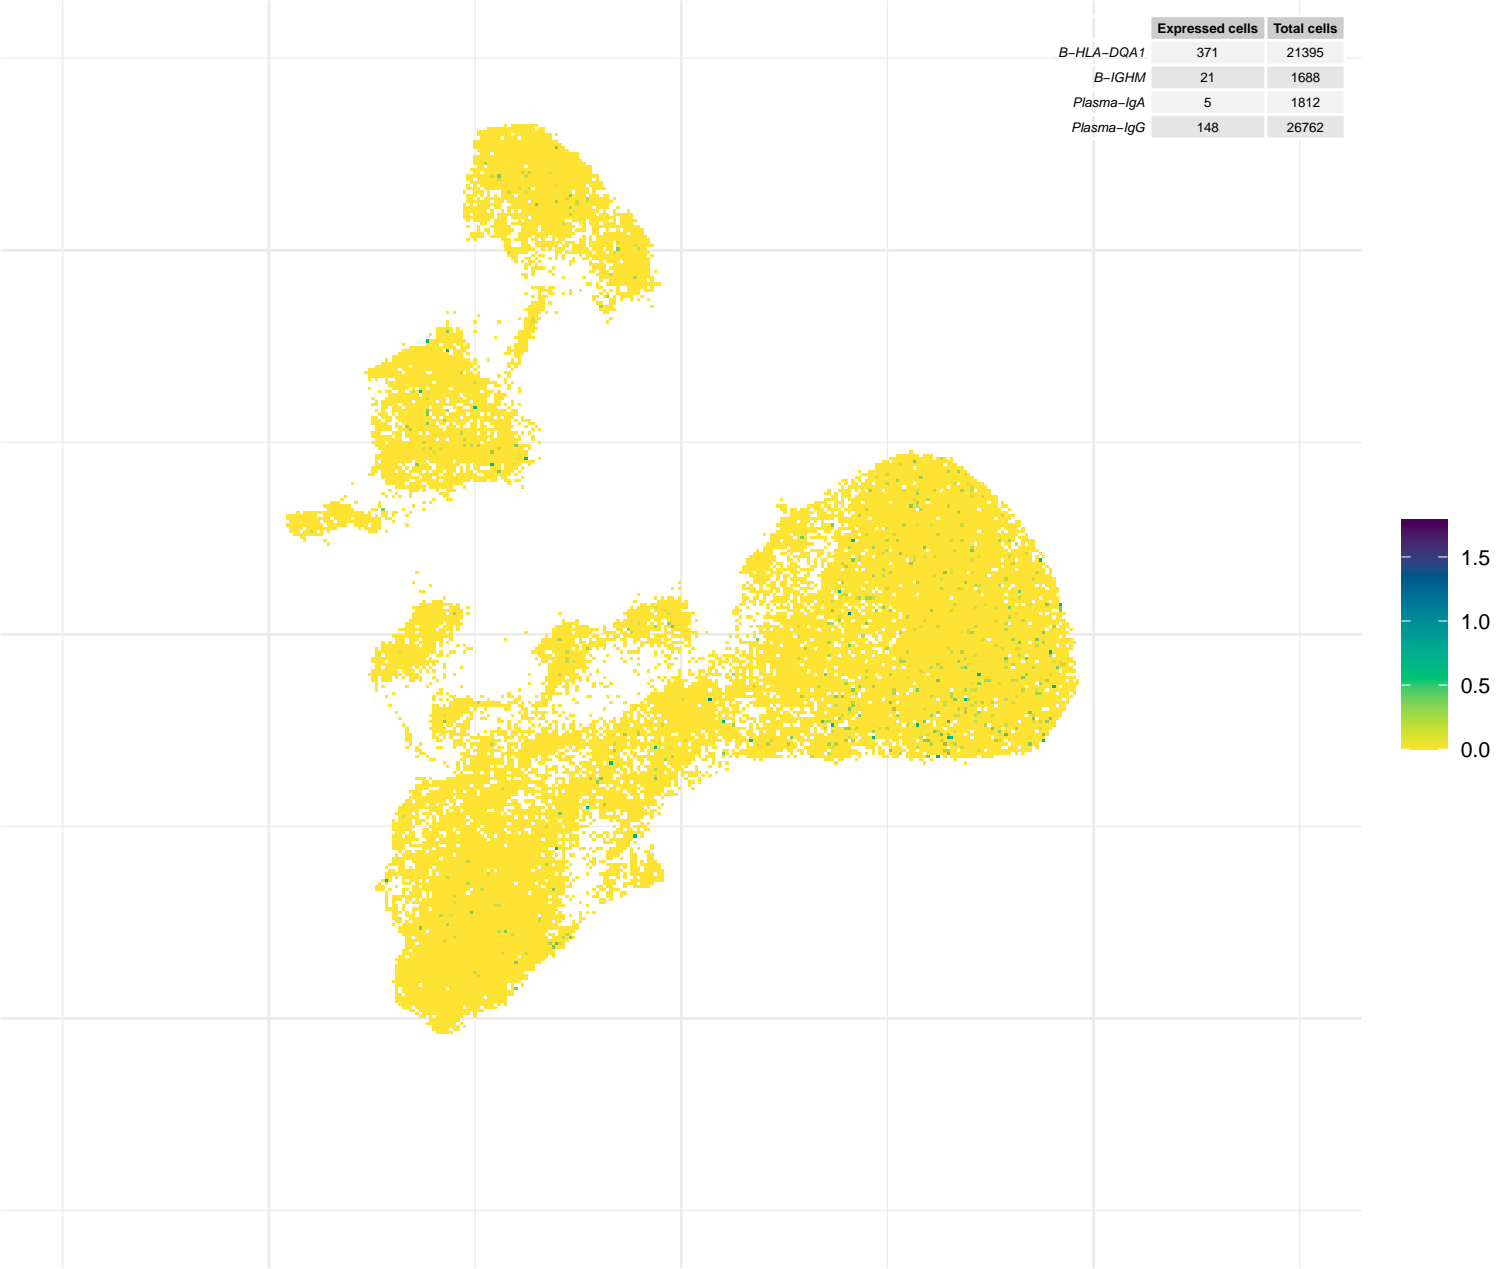 Expressed cells Total cells
B−HLA−DQA1 371 21395
B−IGHM 21 1688
Plasma−IgA 5 1812
Plasma−IgG 148 26762
1.5
1.0
0.5
0.0